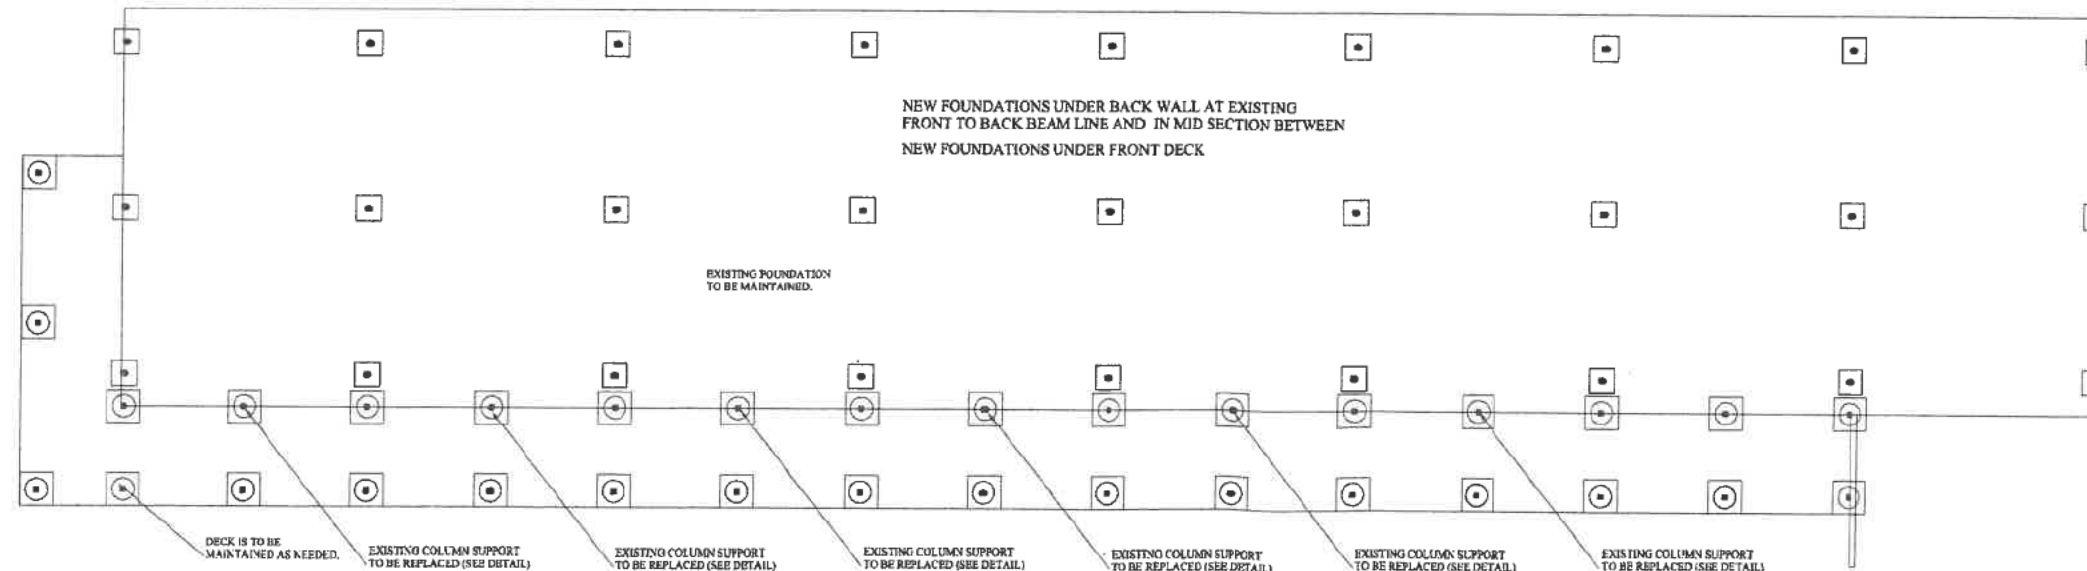 NEW FOUNDATIONS UNDER BACK WALL AT EXISTING
FRONT TO BACK BEAM LINE AND IN MID SECTION BETWEEN
NEW FOUNDATIONS UNDER FRONT DECK
EXISTING FOUNDATION
TO BE MAINTAINED.
DECK IS TO BE
MAINTAINED AS NEEDED.
EXISTING COLUMN SUPPORT
TO BE REPLACED (SEE DETAIL)
EXISTING COLUMN SUPPORT
TO BE REPLACED (SEE DETAIL)
EXISTING COLUMN SUPPORT
TO BE REPLACED (SEE DETAIL)
EXISTING COLUMN SUPPORT
TO BE REPLACED (SEE DETAIL)
EXISTING COLUMN SUPPORT
TO BE REPLACED (SEE DETAIL)
EXISTING COLUMN SUPPORT
TO BE REPLACED (SEE DETAIL)